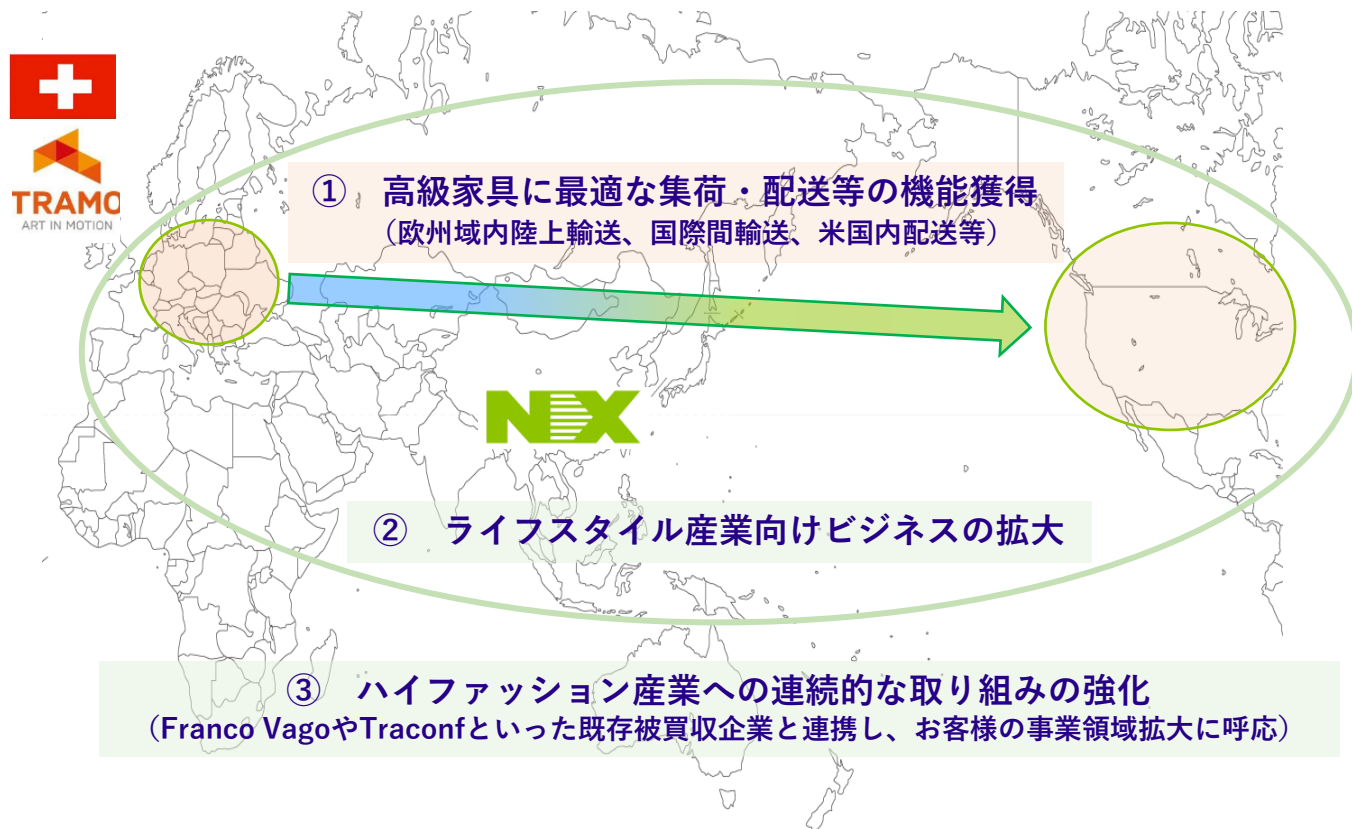 TRAMO
ART IN MOTION
① 高級家具に最適な集荷・配送等の機能獲得
（欧州域内陸上輸送、国際間輸送、米国内配送等）
NX
② ライフスタイル産業向けビジネスの拡大
③ ハイファッション産業への連続的な取り組みの強化
（Franco VagoやTraconfといった既存被買収企業と連携し、お客様の事業領域拡大に呼応）